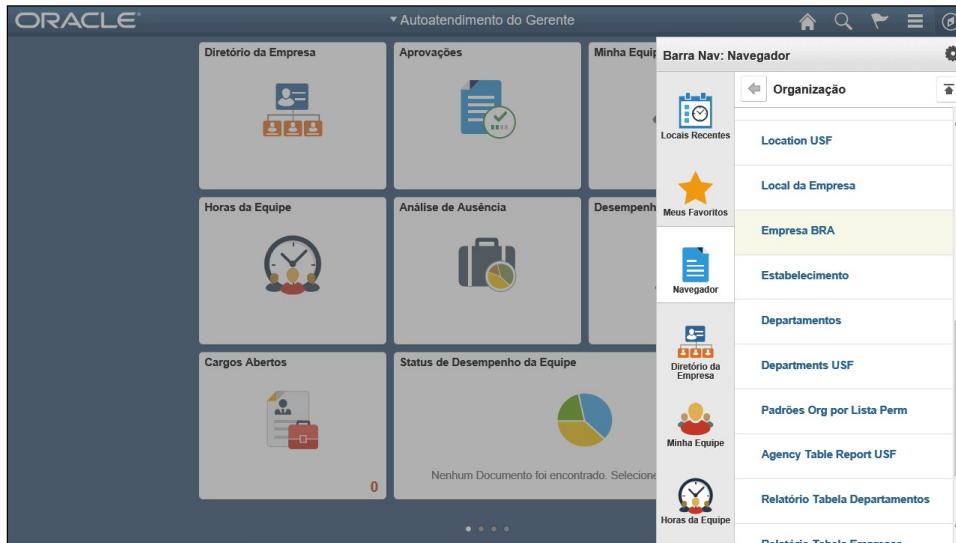 ORACLE
Autoatendimento do Gerente
Diretório da Empresa
Aprovações
Horas da Equipe
Análise de Ausência
Cargos Abertos
0
Status de Desempenho da Equipe
Nenhum Documento foi encontrado.
Minha
Barra Nav: Navegador
Locais Recentes
Meus Favoritos
Navegador
Diretório da
Empresa
Minha Equipe
Horas da Equipe
Organização
Location USF
Local da Empresa
Empresa BRA
Estabelecimento
Departamentos
Departments USF
Padrões Org por Lista Perm
Agency Table Report USF
Relatório Tabela Departamentos